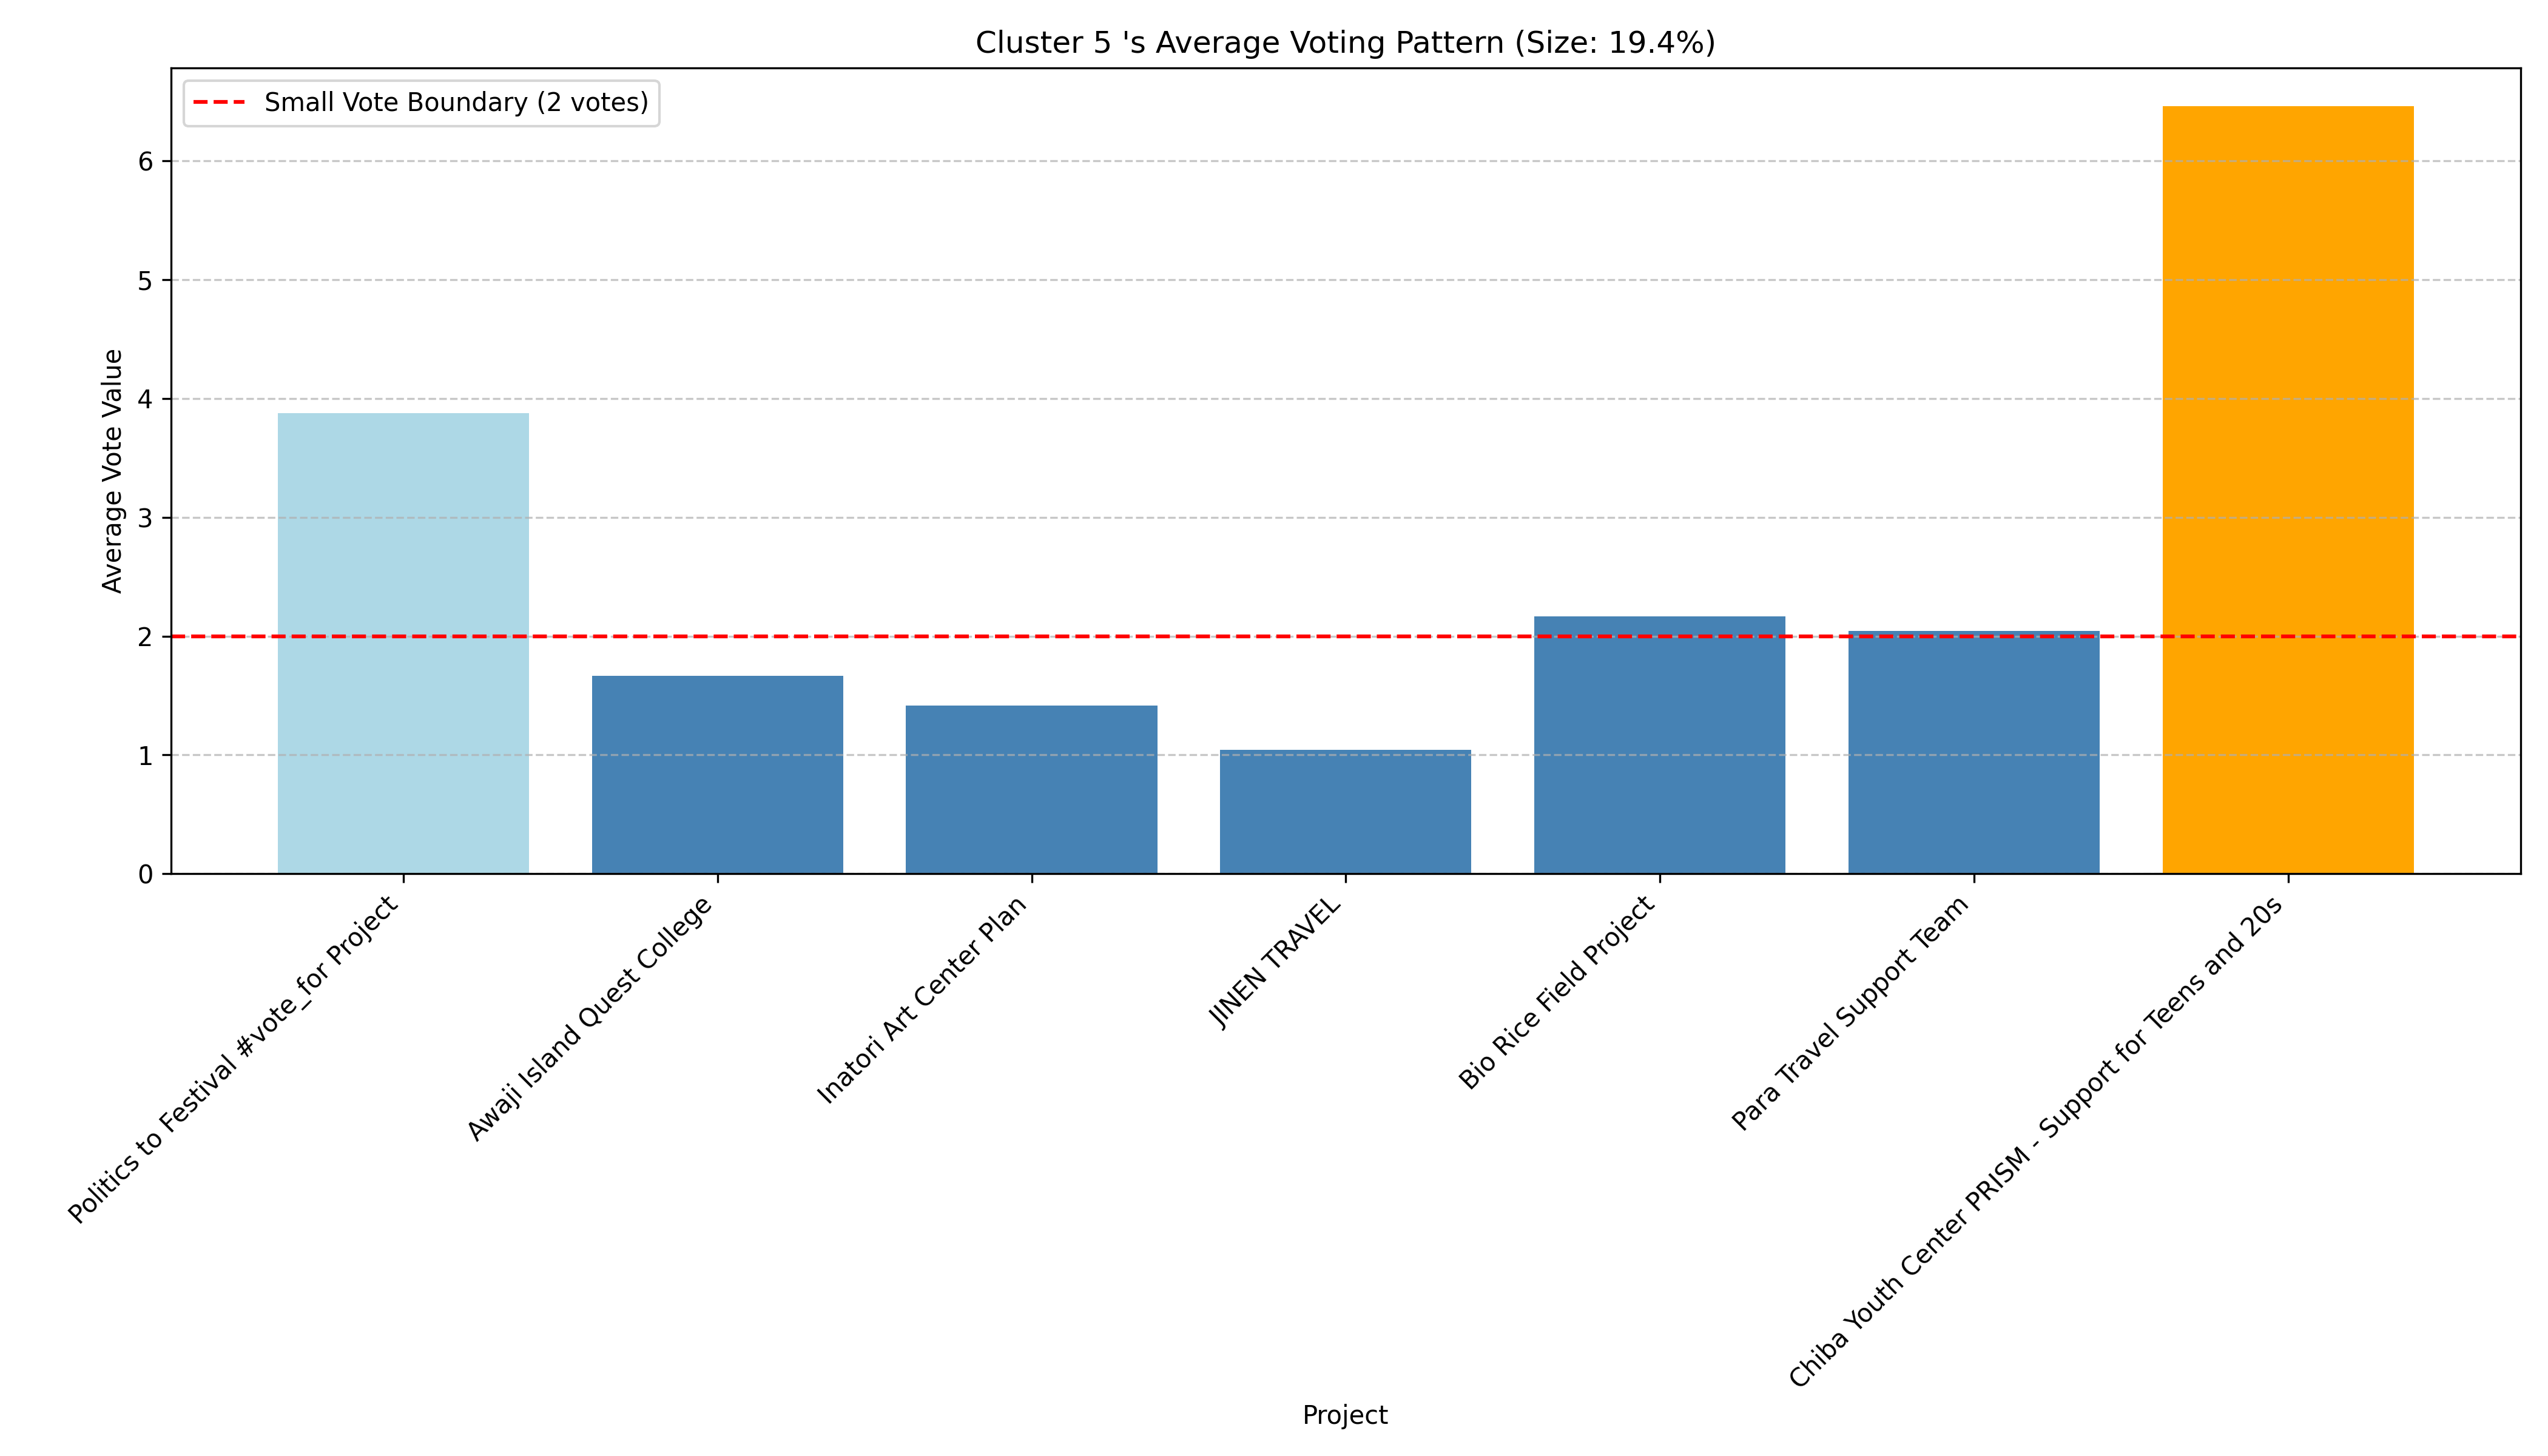 Cluster 5 's Average Voting Pattern (Size: 19.4%)
Small Vote Boundary (2 votes)
Average Vote Value
6
5
4
3
2
1
0
Politics to Festival #vote_for Project
Awaji Island Quest College
Inatori Art Center Plan
JINEN TRAVEL
Bio Rice Field Project
Para Travel Support Team
Chiba Youth Center PRISM - Support for Teens and 20s
Project